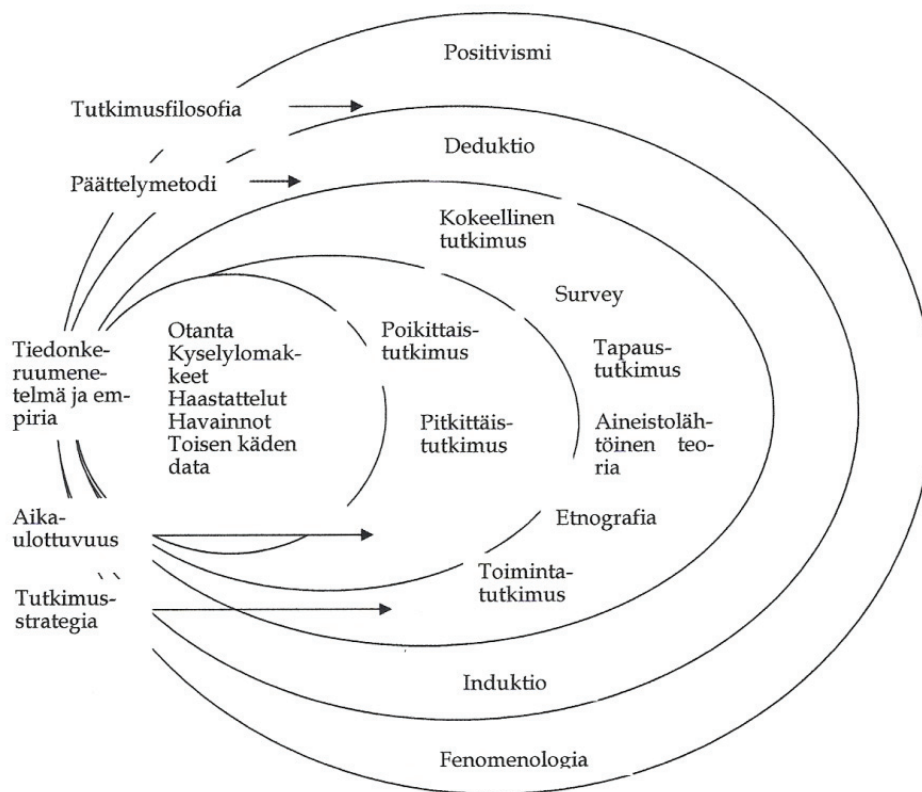 Positivismi
Tutkimusfilosofia
Deduktio
Päättelymetodi
Kokeellinen
tutkimus
Survey
Otanta
Kyselylomak-
keet
Haastattelut
Havainnot
Toisen käden
data
Poikittais-
tutkimus
Tapaus-
tutkimus
Tiedonke-
ruumene-
telmä ja em-
piria
Pitkittäis-
tutkimus
Aineistoläh-
töinen teo-
ria
Aika-
ulottuvuus
Etnografia
Toiminta-
tutkimus
Tutkimus-
strategia
Induktio
Fenomenologia